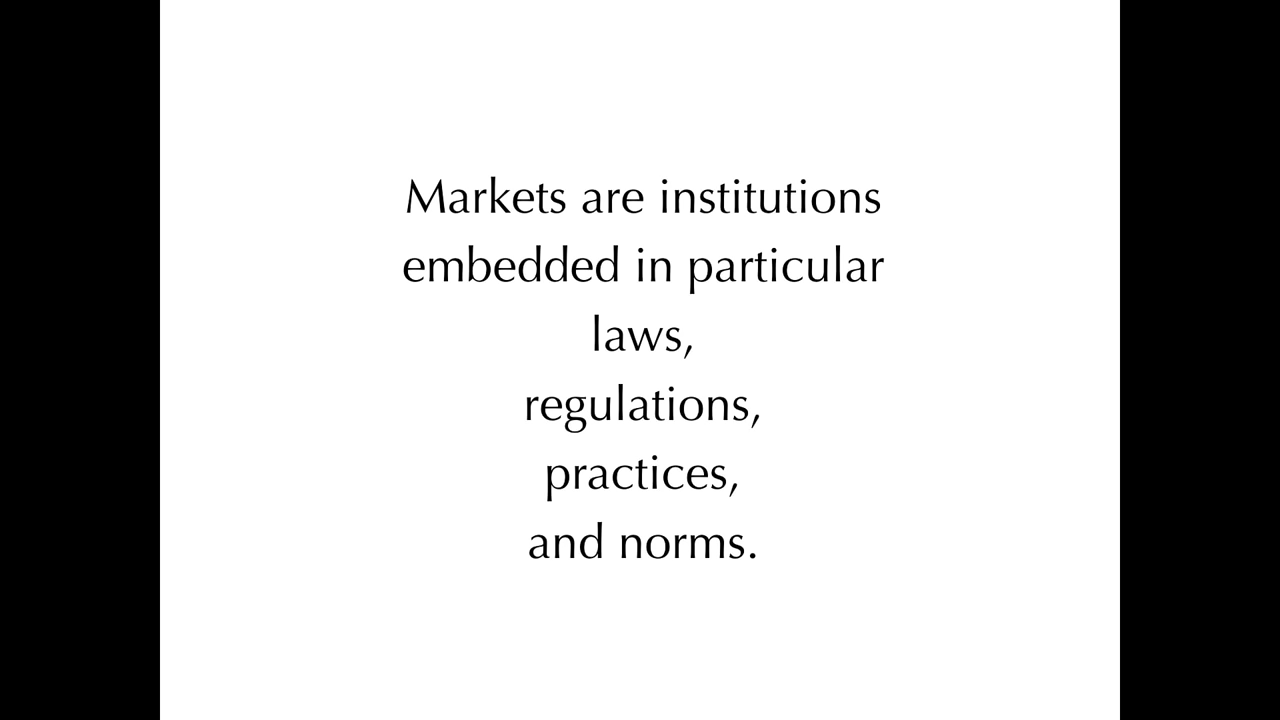 Markets are institutions
embedded in particular
laws,
regulations,
practices,
and norms.